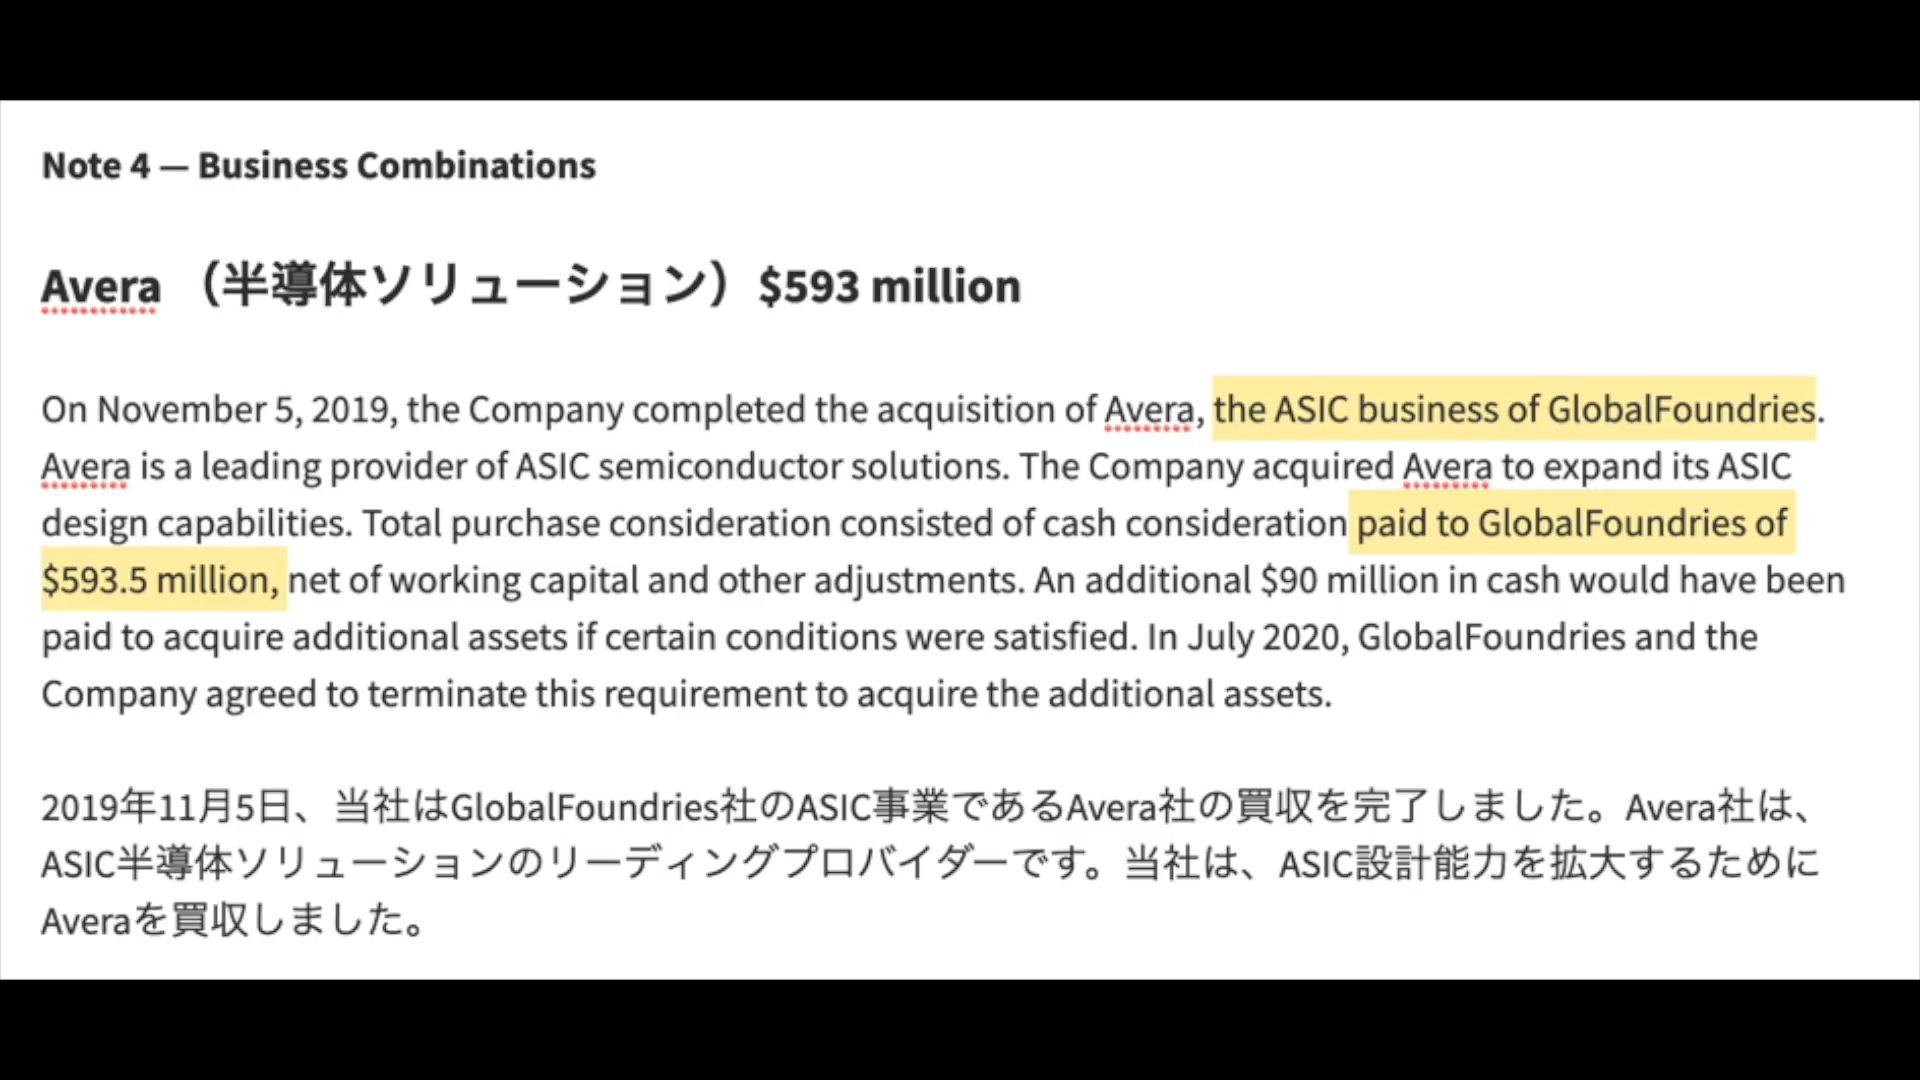 Note 4 — Business Combinations
Avera （半導体ソリューション）$593 million
On November 5, 2019, the Company completed the acquisition of Avera, the ASIC business of GlobalFoundries.
Avera is a leading provider of ASIC semiconductor solutions. The Company acquired Avera to expand its ASIC
design capabilities. Total purchase consideration consisted of cash consideration paid to GlobalFoundries of
$593.5 million, net of working capital and other adjustments. An additional $90 million in cash would have been
paid to acquire additional assets if certain conditions were satisfied. In July 2020, GlobalFoundries and the
Company agreed to terminate this requirement to acquire the additional assets.
2019年11月5日、当社はGlobalFoundries社のASIC事業であるAvera社の買収を完了しました。Avera社は、
ASIC半導体ソリューションのリーディングプロバイダーです。当社は、ASIC設計能力を拡大するために
Averaを買収しました。